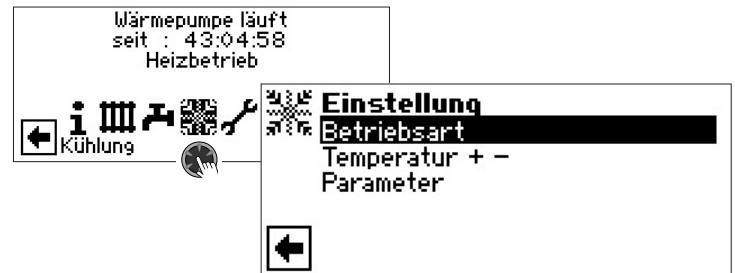 Wärmepumpe läuft
seit : 43:04:58
Heizbetrieb
Kühlung
Einstellung
Betriebsart
Temperatur + −
Parameter